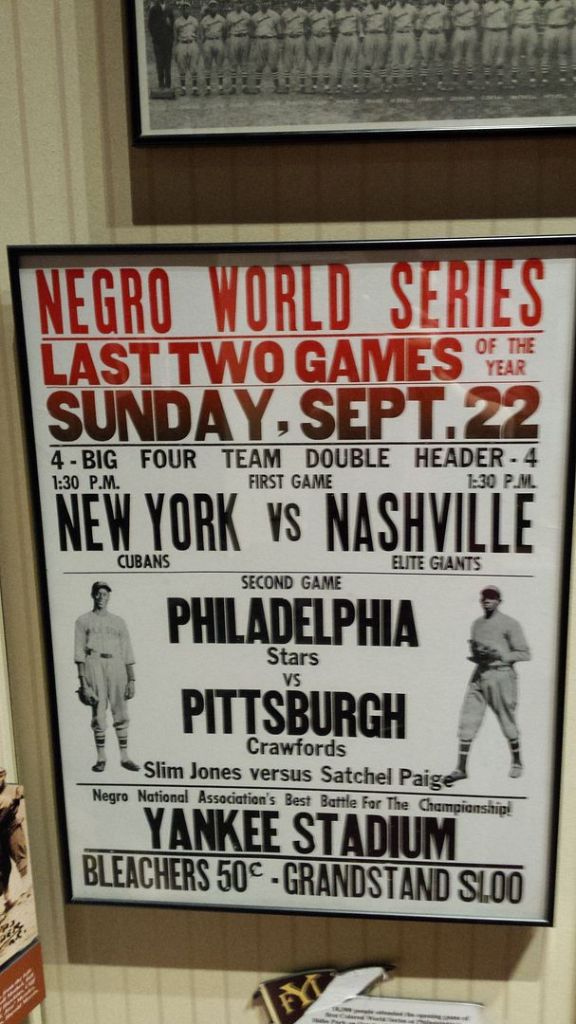 NEGRO WORLD SERIES
LAST TWO GAMES OF THE YEAR
SUNDAY, SEPT. 22
4 - BIG FOUR TEAM DOUBLE HEADER - 4
1:30 P.M. FIRST GAME 1:30 P.M.
NEW YORK VS NASHVILLE
CUBANS ELITE GIANTS
SECOND GAME
PHILADELPHIA
Stars
VS
PITTSBURGH
Crawfords
Slim Jones versus Satchel Paige
Negro National Association's Best Battle For The Championship!
YANKEE STADIUM
BLEACHERS 50¢ - GRANDSTAND $1.00